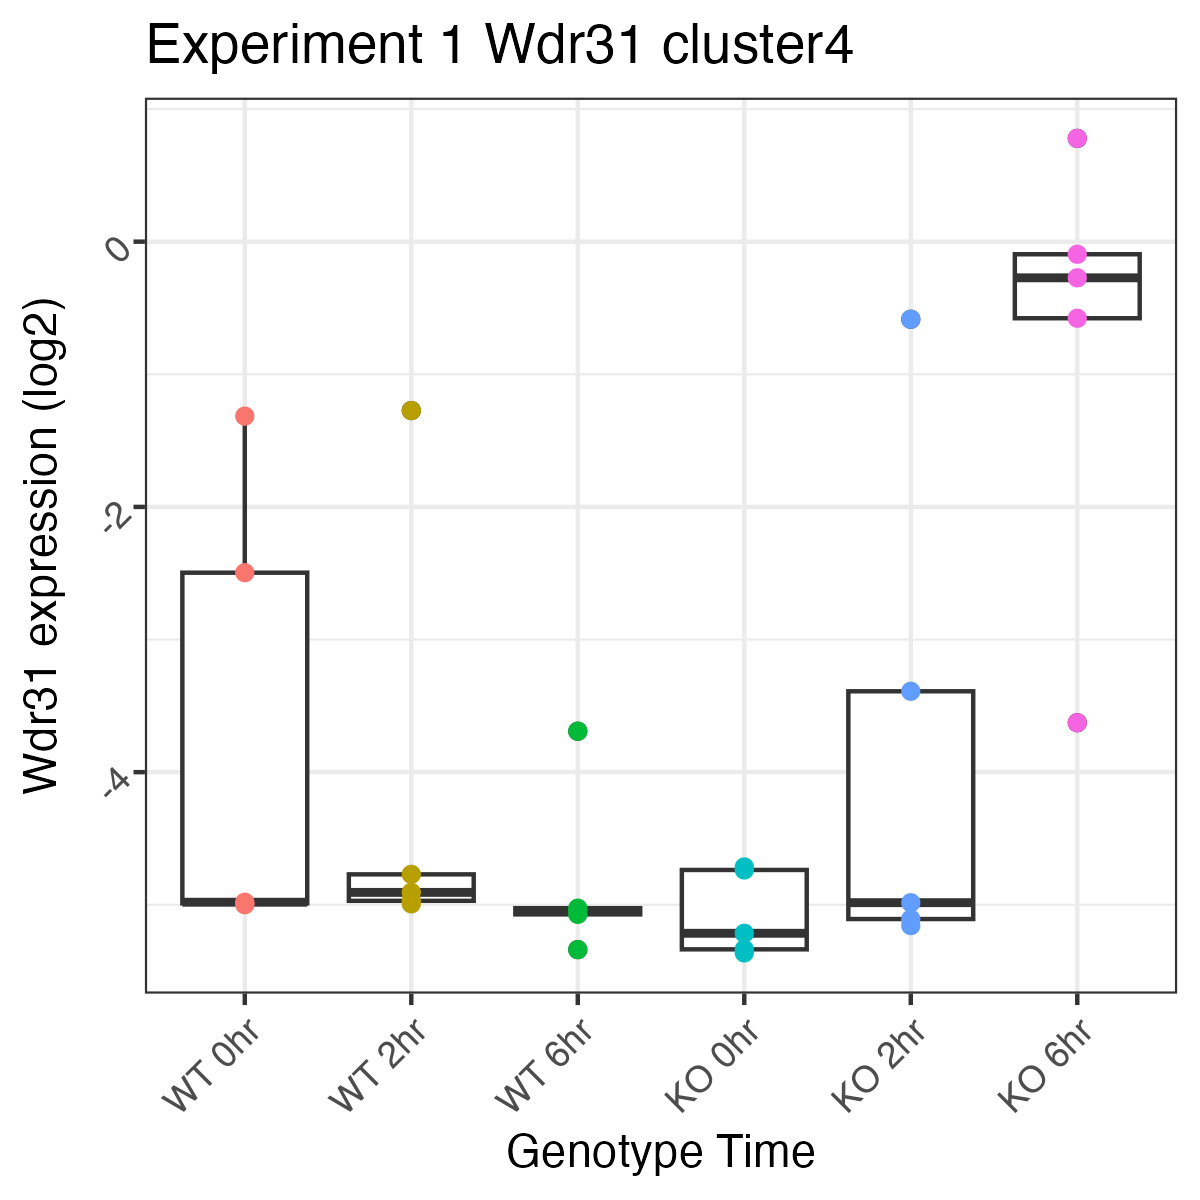 Experiment 1 Wdr31 cluster4
Wdr31 expression (log2)
0
-2
-4
WT 0hr
WT 2hr
WT 6hr
KO 0hr
KO 2hr
KO 6hr
Genotype Time